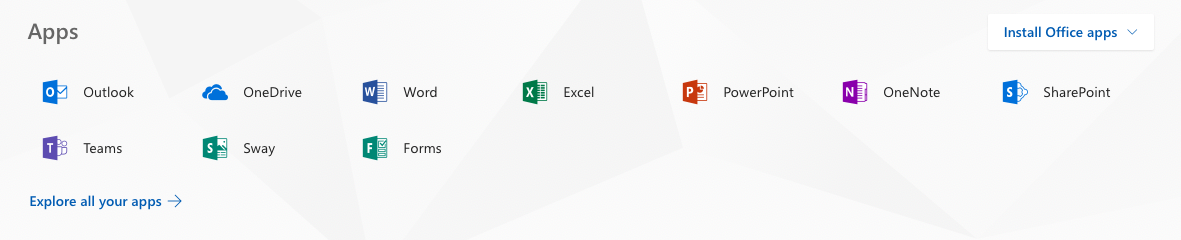 Apps
Install Office apps
Outlook OneDrive Word Excel PowerPoint OneNote SharePoint
Teams Sway Forms
Explore all your apps